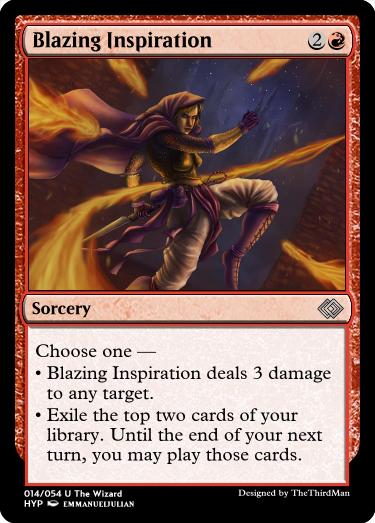 Blazing Inspiration 2
Sorcery
Choose one —
• Blazing Inspiration deals 3 damage
to any target.
• Exile the top two cards of your
library. Until the end of your next
turn, you may play those cards.
014/054 U The Wizard
HYP EMMANUELJULIAN
Designed by TheThirdMan